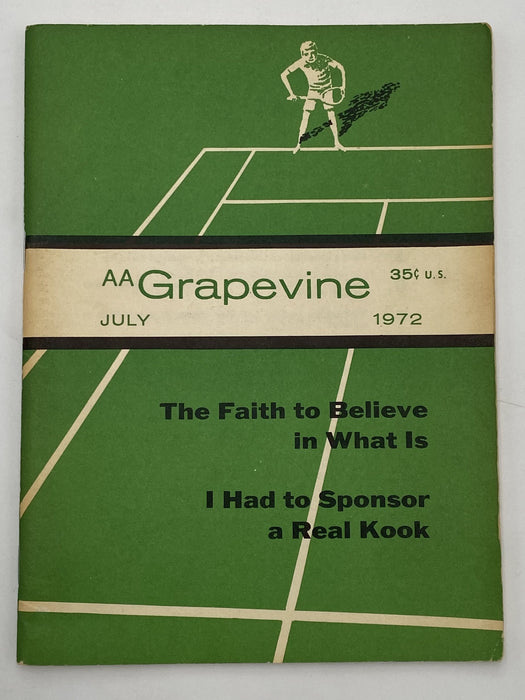 AA Grapevine 35¢ U.S.
JULY 1972
The Faith to Believe
in What Is
I Had to Sponsor
a Real Kook